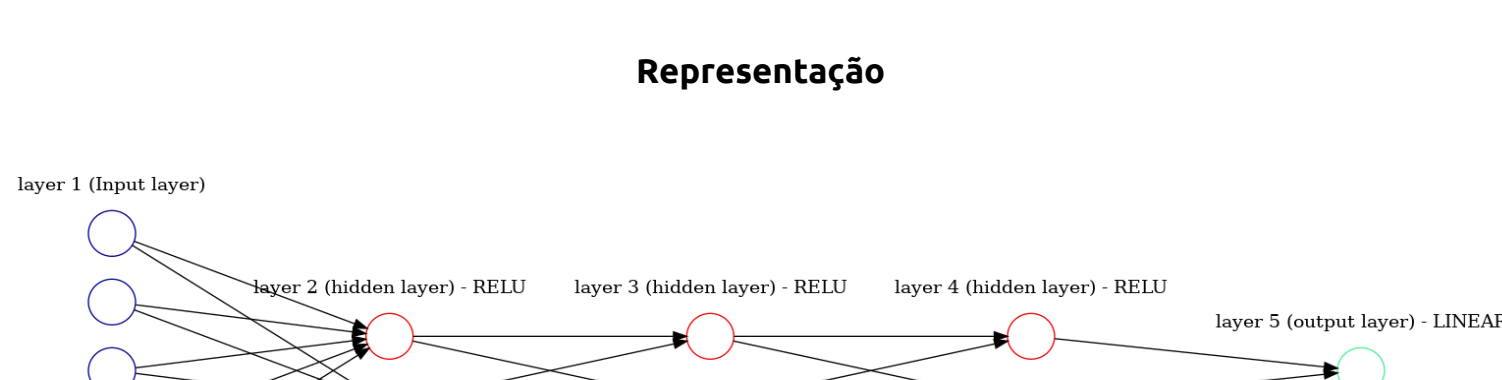 Representação
layer 1 (Input layer)
layer 2 (hidden layer) - RELU
layer 3 (hidden layer) - RELU
layer 4 (hidden layer) - RELU
layer 5 (output layer) - LINEAR